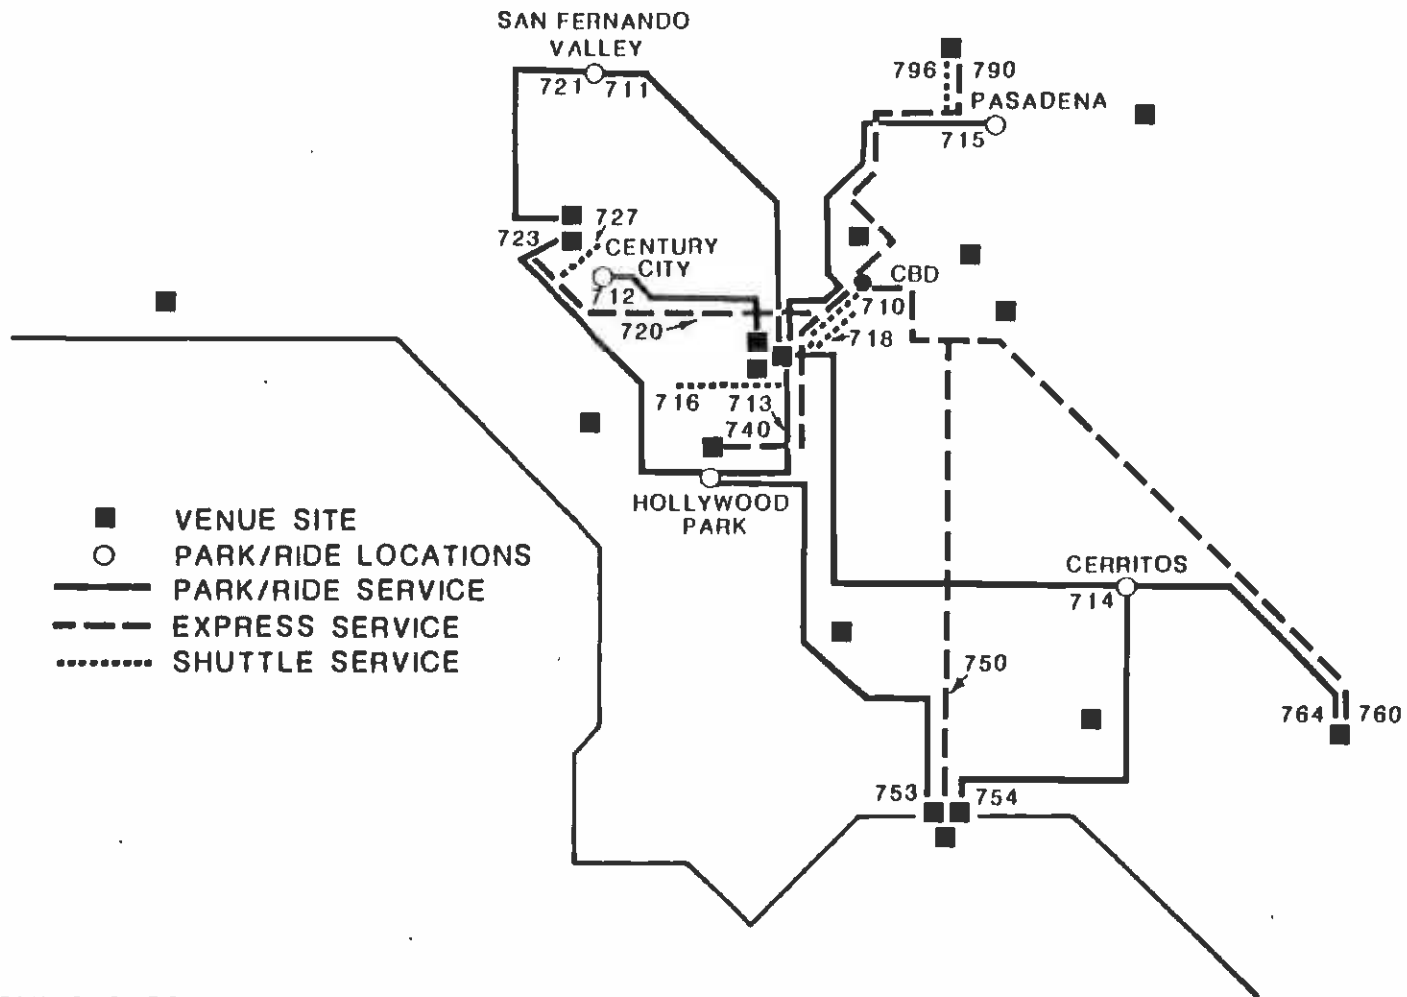 SAN FERNANDO
VALLEY
721 711
796 790
PASADENA
715
723 727
CENTURY
CITY
712
CBD
710
720
718
716 713
740
HOLLYWOOD
PARK
VENUE SITE
PARK/RIDE LOCATIONS
PARK/RIDE SERVICE
EXPRESS SERVICE
SHUTTLE SERVICE
CERRITOS
714
750
764 760
753 754